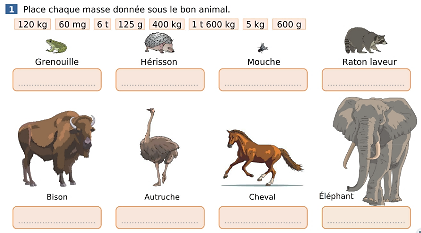 1 Place chaque masse donnée sous le bon animal.
120 kg 60 mg 6 t 125 g 400 kg 1 t 600 kg 5 kg 600 g
Grenouille Hérisson Mouche Raton laveur
Bison Autruche Cheval Éléphant